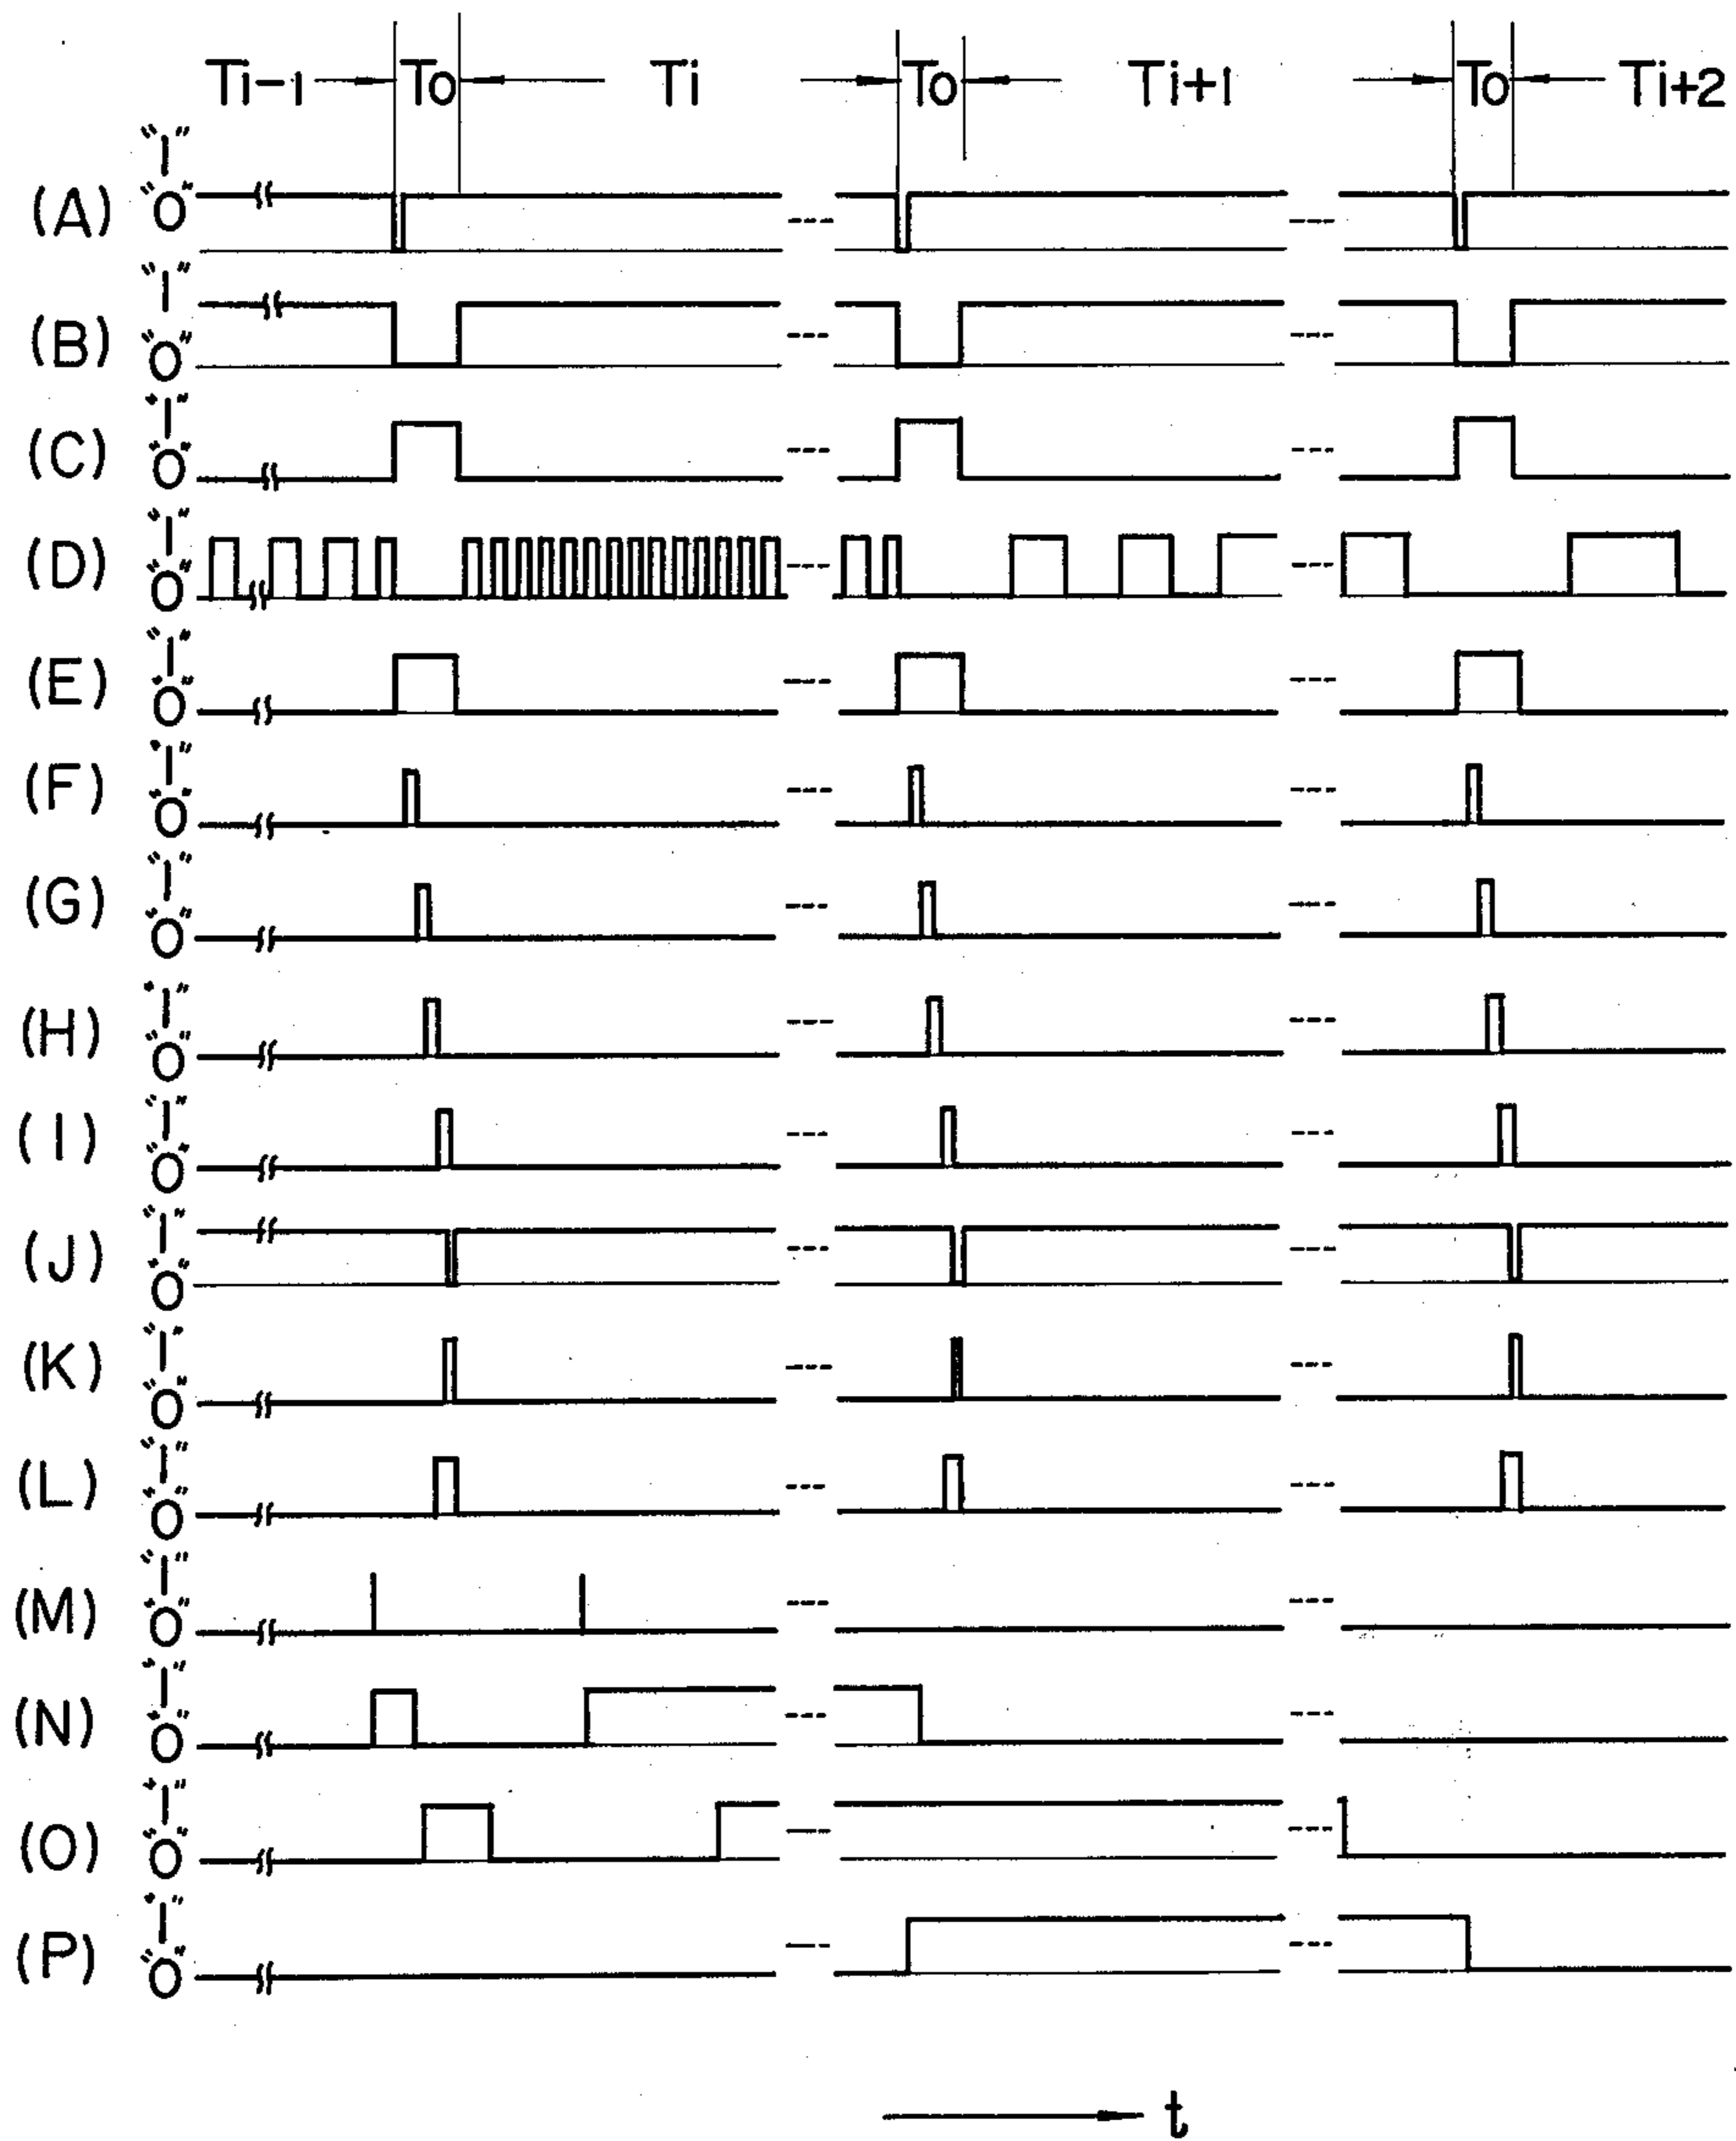 Ti-1 To Ti To Ti+1 To Ti+2
"1"
(A) "0"
"1"
(B) "0"
"1"
(C) "0"
"1"
(D) "0"
"1"
(E) "0"
"1"
(F) "0"
"1"
(G) "0"
"1"
(H) "0"
"1"
(I) "0"
"1"
(J) "0"
"1"
(K) "0"
"1"
(L) "0"
"1"
(M) "0"
"1"
(N) "0"
"1"
(O) "0"
"1"
(P) "0"
t